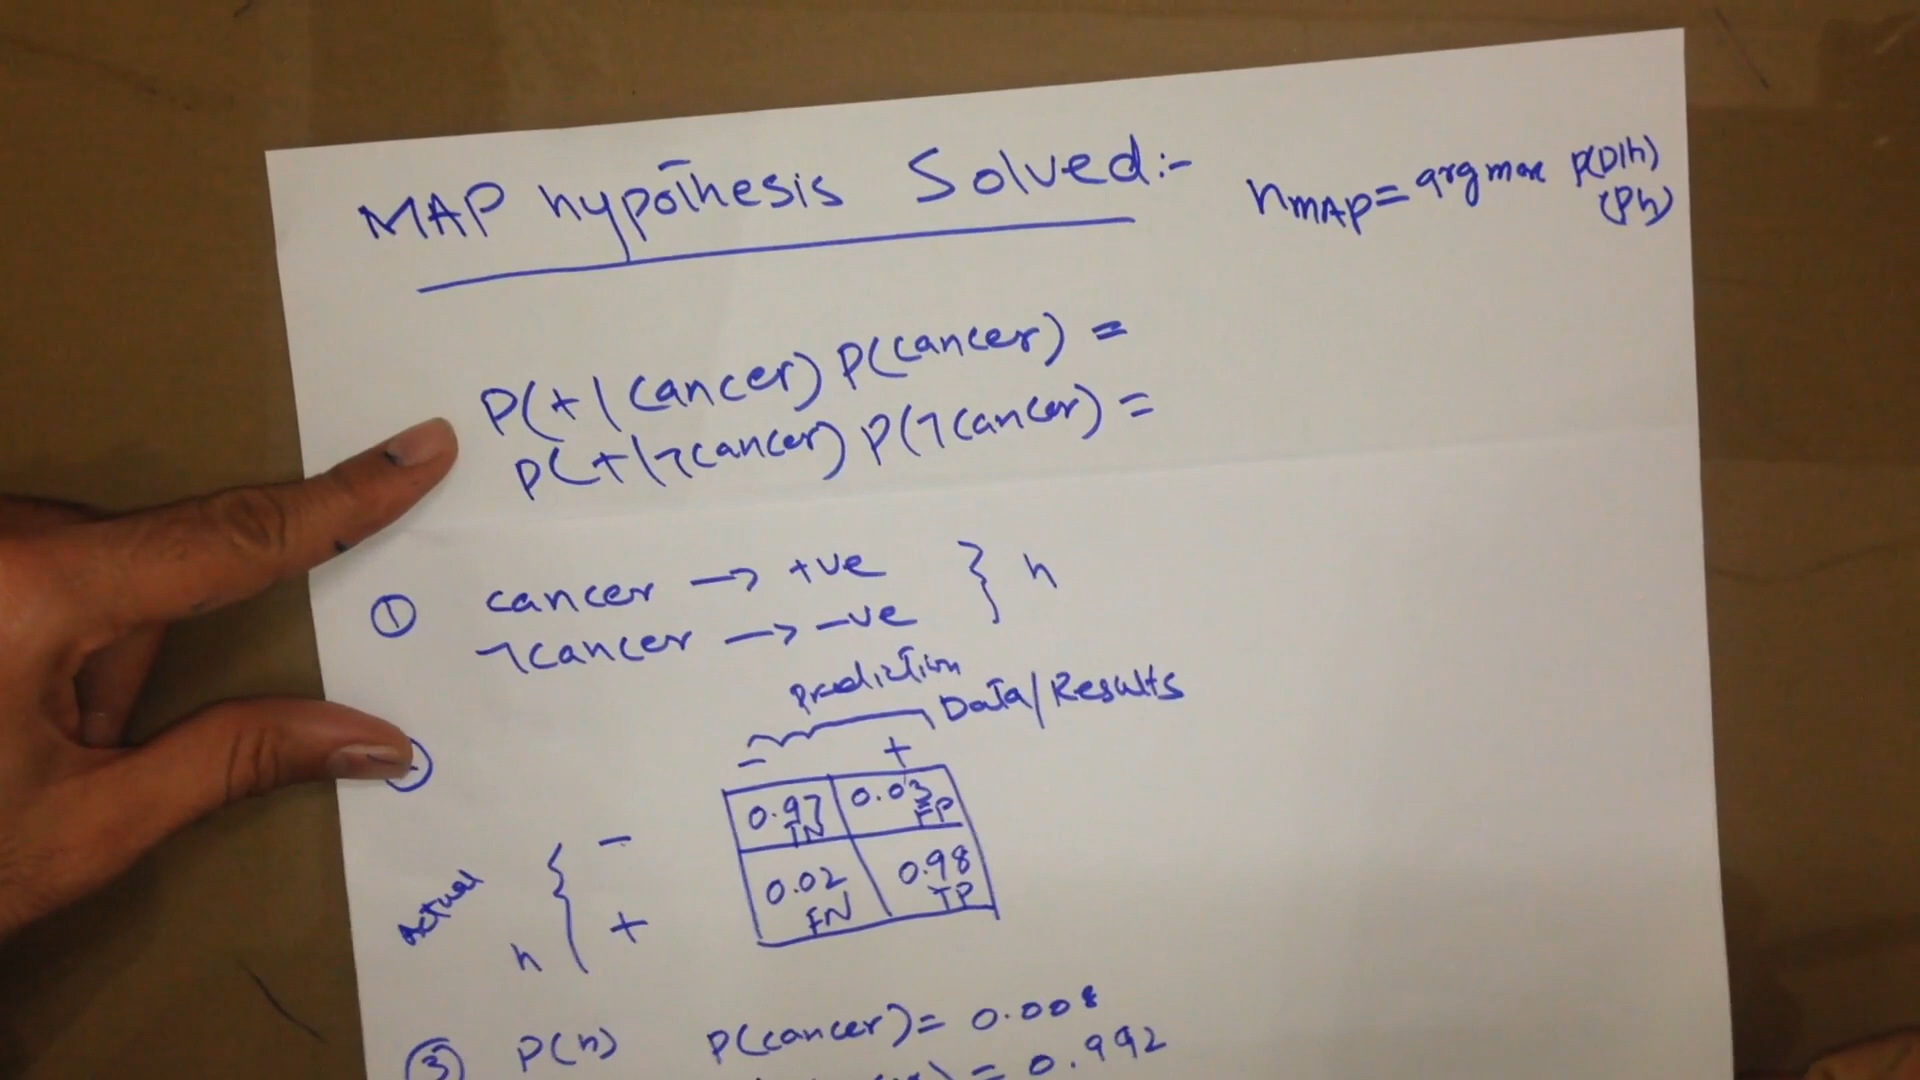 MAP hypothesis Solved:-
hMAP = argmax P(D|h)
(Ph)
P(+|cancer) P(cancer) =
P(+|¬cancer) P(¬cancer) =
① cancer → +ve } h
¬cancer → -ve
prediction
Data/Results
- +
0.97 TN 0.03 FP
0.02 FN 0.98 TP
Actual
h { - +
③ P(h) P(cancer) = 0.008
= 0.992